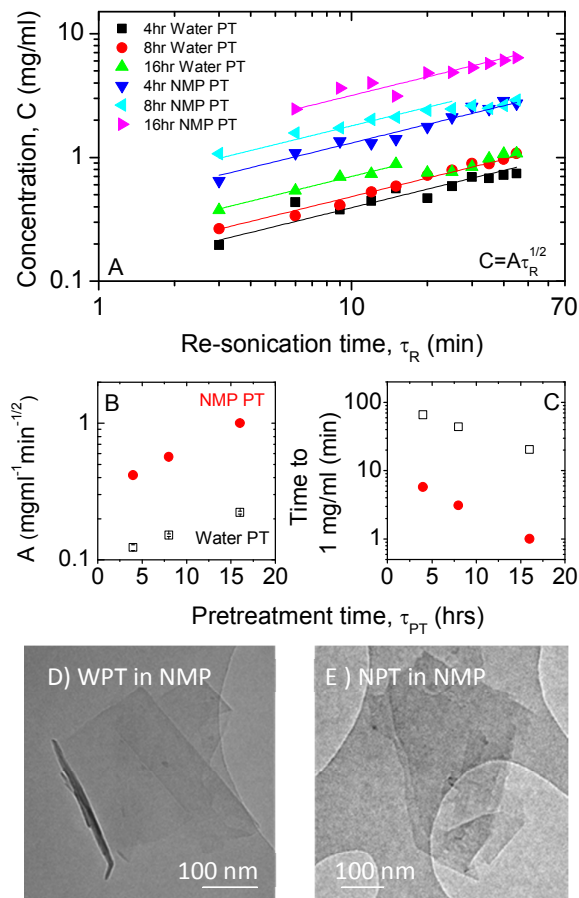 10
1
0.1
Concentration, C (mg/ml)
4hr Water PT
8hr Water PT
16hr Water PT
4hr NMP PT
8hr NMP PT
16hr NMP PT
A
C=Aτ_R^1/2
1 10 70
Re-sonication time, τ_R (min)
A (mgml^-1min^-1/2)
1
0.1
B
NMP PT
Water PT
0 5 10 15 20
Time to
1 mg/ml (min)
100
10
1
C
0 5 10 15 20
Pretreatment time, τ_PT (hrs)
D) WPT in NMP
100 nm
E ) NPT in NMP
100 nm